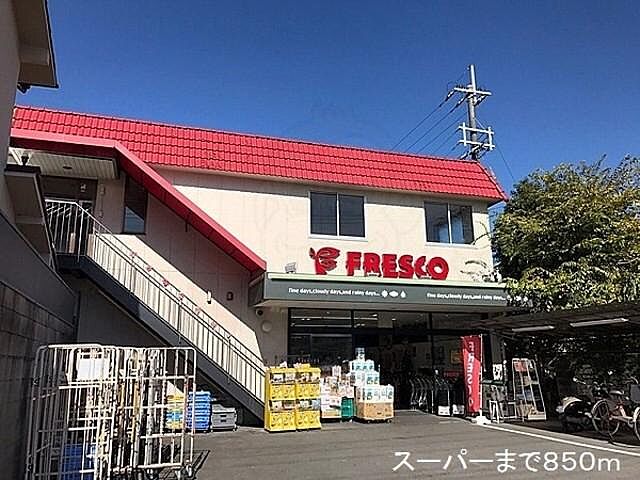 FRESCO
fine days,cloudy days,and rainy days...
fine days,cloudy days,and rainy days...
FRES
スーパーまで850m